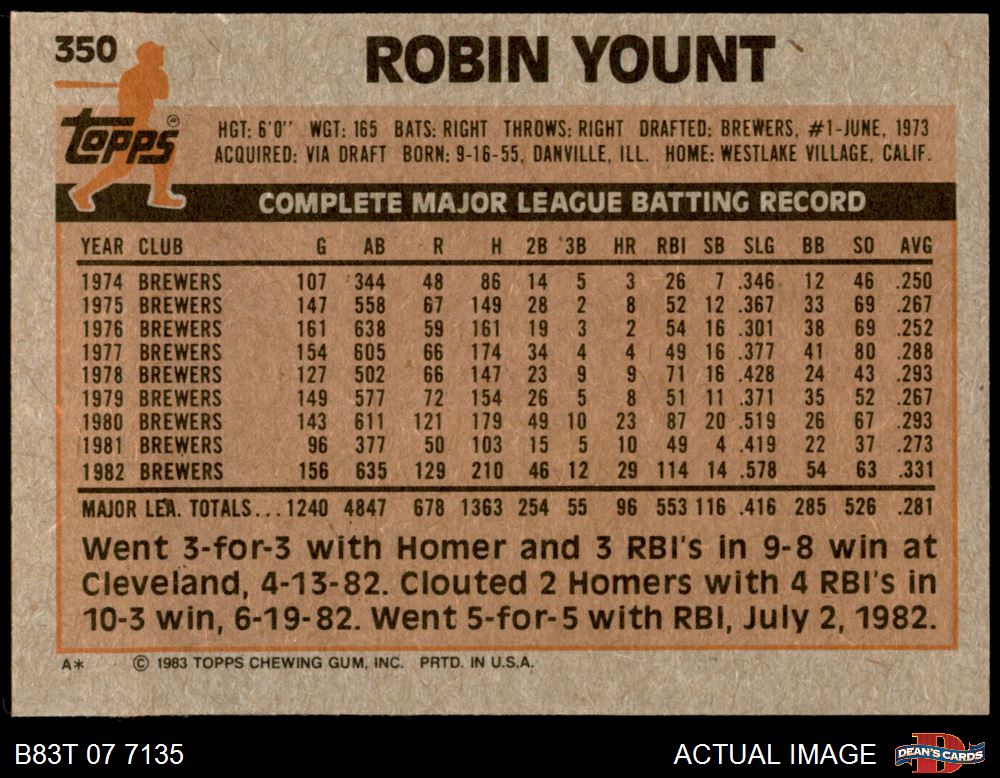 350
ROBIN YOUNT
topps®
HGT: 6'0" WGT: 165 BATS: RIGHT THROWS: RIGHT DRAFTED: BREWERS, #1-JUNE, 1973
ACQUIRED: VIA DRAFT BORN: 9-16-55, DANVILLE, ILL. HOME: WESTLAKE VILLAGE, CALIF.
COMPLETE MAJOR LEAGUE BATTING RECORD
YEAR CLUB G AB R H 2B 3B HR RBI SB SLG BB SO AVG
1974 BREWERS 107 344 48 86 14 5 3 26 7 .346 12 46 .250
1975 BREWERS 147 558 67 149 28 2 8 52 12 .367 33 69 .267
1976 BREWERS 161 638 59 161 19 3 2 54 16 .301 38 69 .252
1977 BREWERS 154 605 66 174 34 4 4 49 16 .377 41 80 .288
1978 BREWERS 127 502 66 147 23 9 9 71 16 .428 24 43 .293
1979 BREWERS 149 577 72 154 26 5 8 51 11 .371 35 52 .267
1980 BREWERS 143 611 121 179 49 10 23 87 20 .519 26 67 .293
1981 BREWERS 96 377 50 103 15 5 10 49 4 .419 22 37 .273
1982 BREWERS 156 635 129 210 46 12 29 114 14 .578 54 63 .331
MAJOR LEA. TOTALS...1240 4847 678 1363 254 55 96 553 116 .416 285 526 .281
Went 3-for-3 with Homer and 3 RBI's in 9-8 win at
Cleveland, 4-13-82. Clouted 2 Homers with 4 RBI's in
10-3 win, 6-19-82. Went 5-for-5 with RBI, July 2, 1982.
A* © 1983 TOPPS CHEWING GUM, INC. PRTD. IN U.S.A.
B83T 07 7135
ACTUAL IMAGE
DEAN'S CARDS